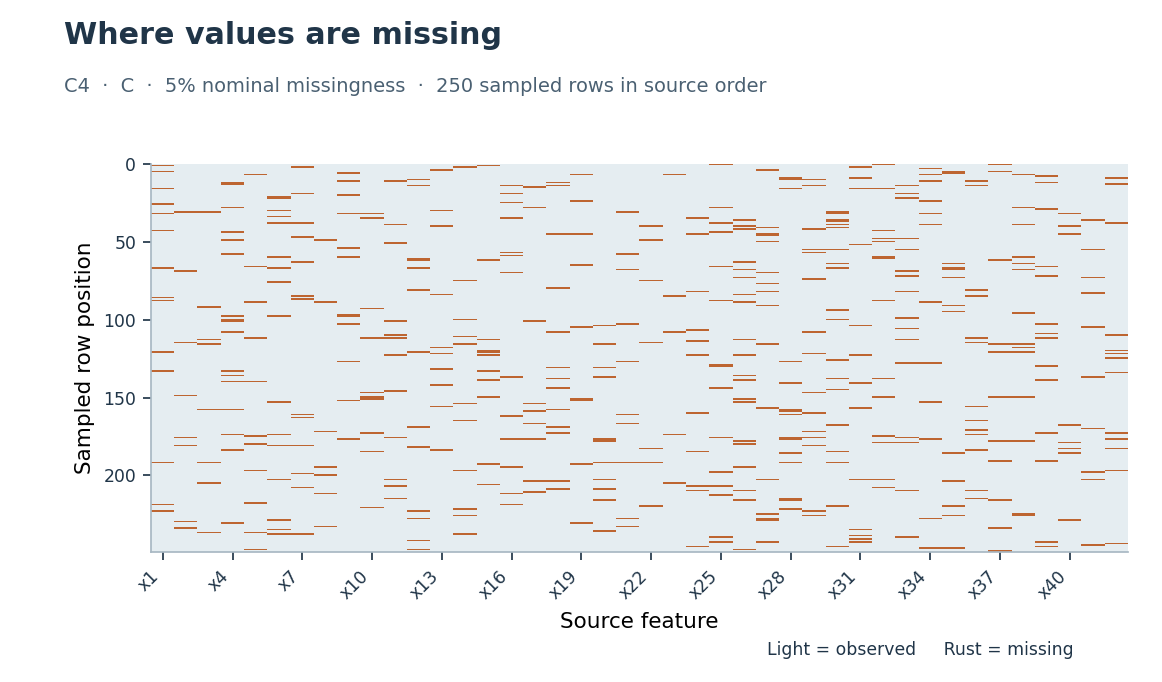 Where values are missing
C4 · C · 5% nominal missingness · 250 sampled rows in source order
Sampled row position
0
50
100
150
200
x1 x4 x7 x10 x13 x16 x19 x22 x25 x28 x31 x34 x37 x40
Source feature
Light = observed Rust = missing